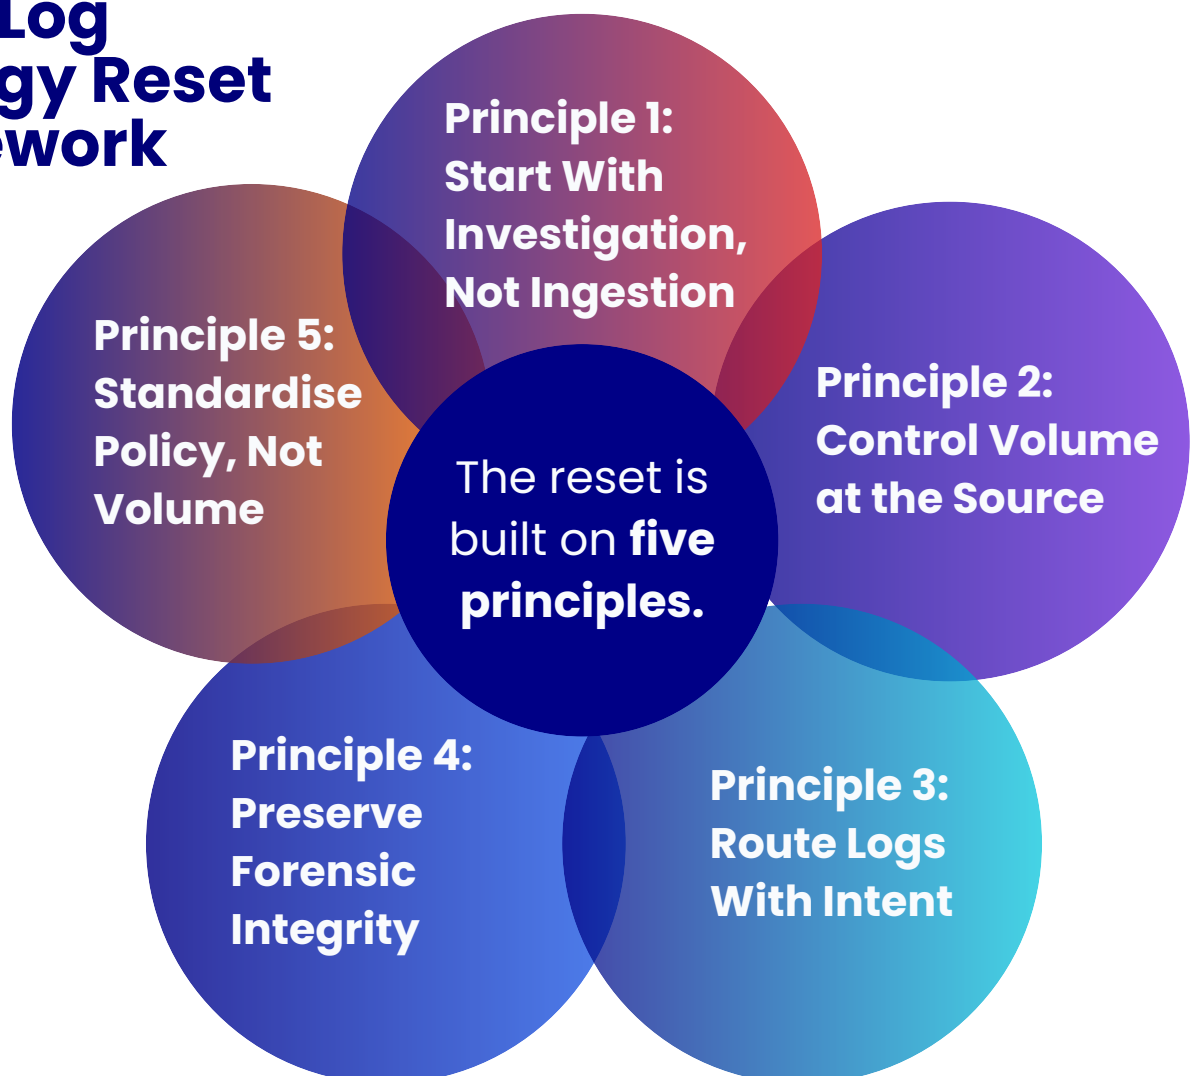 Log
gy Reset
ework
Principle 1:
Start With
Investigation,
Not Ingestion
Principle 2:
Control Volume
at the Source
Principle 3:
Route Logs
With Intent
Principle 4:
Preserve
Forensic
Integrity
Principle 5:
Standardise
Policy, Not
Volume
The reset is
built on five
principles.